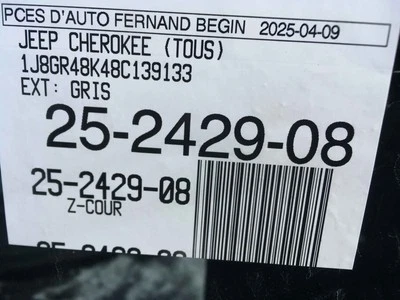 PCES D'AUTO FERNAND BEGIN 2025-04-09
JEEP CHEROKEE (TOUS)
1J8GR48K48C139133
EXT: GRIS
25-2429-08
25-2429-08
Z-COUR